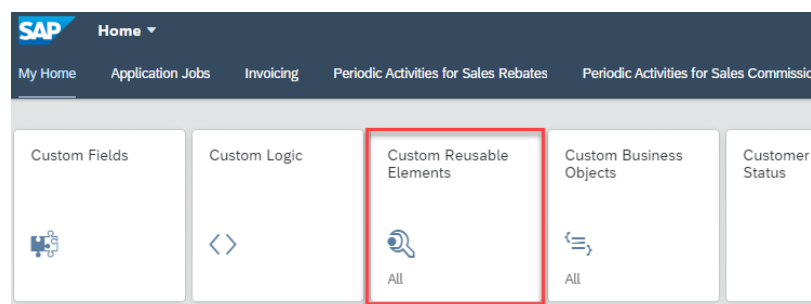 SAP Home
My Home Application Jobs Invoicing Periodic Activities for Sales Rebates Periodic Activities for Sales
Custom Fields Custom Logic Custom Reusable Custom Business Customer
Elements Objects Status
All All